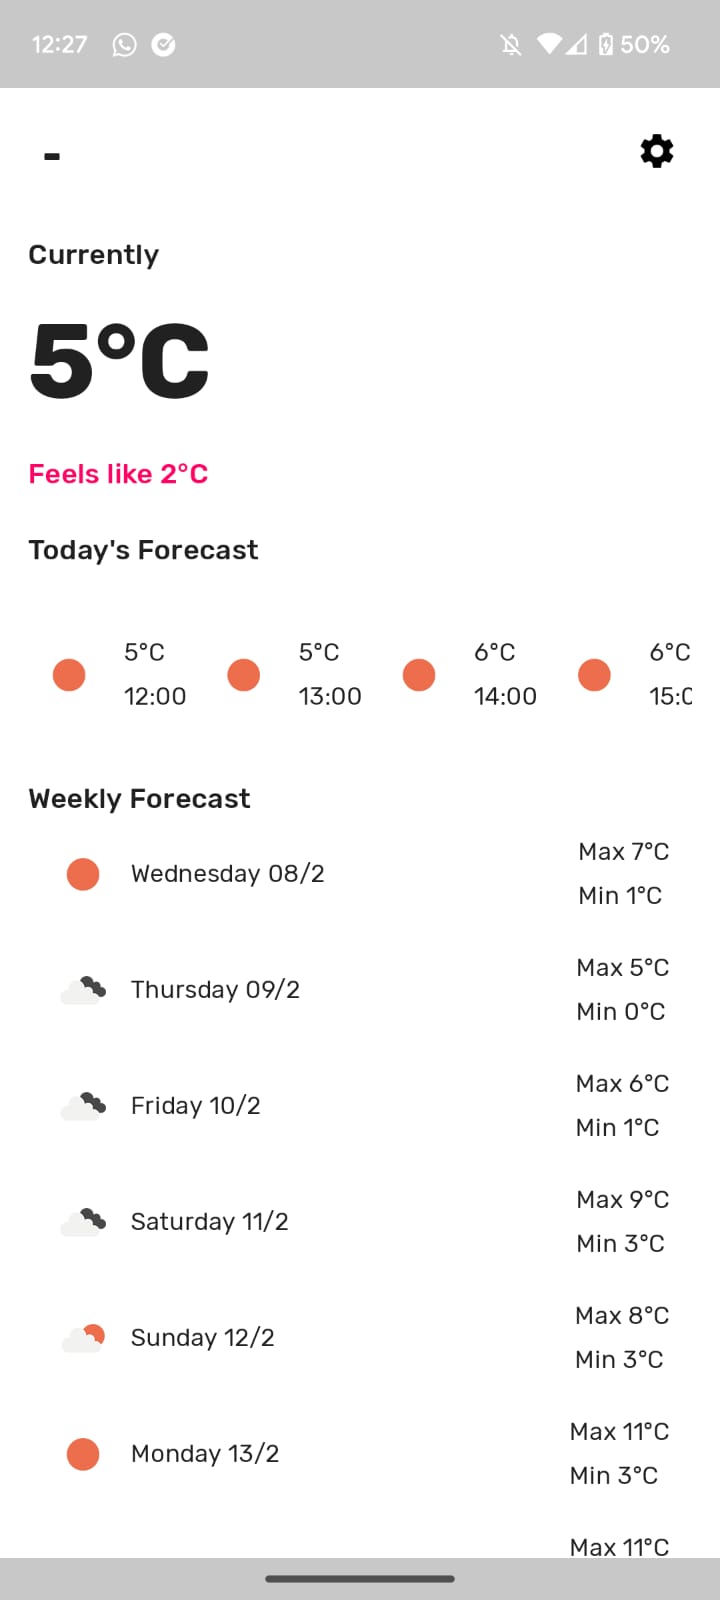 12:27 50%
-
Currently
5°C
Feels like 2°C
Today's Forecast
5°C 5°C 6°C 6°C
12:00 13:00 14:00 15:0
Weekly Forecast
Wednesday 08/2
Max 7°C
Min 1°C
Thursday 09/2
Max 5°C
Min 0°C
Friday 10/2
Max 6°C
Min 1°C
Saturday 11/2
Max 9°C
Min 3°C
Sunday 12/2
Max 8°C
Min 3°C
Monday 13/2
Max 11°C
Min 3°C
Max 11°C